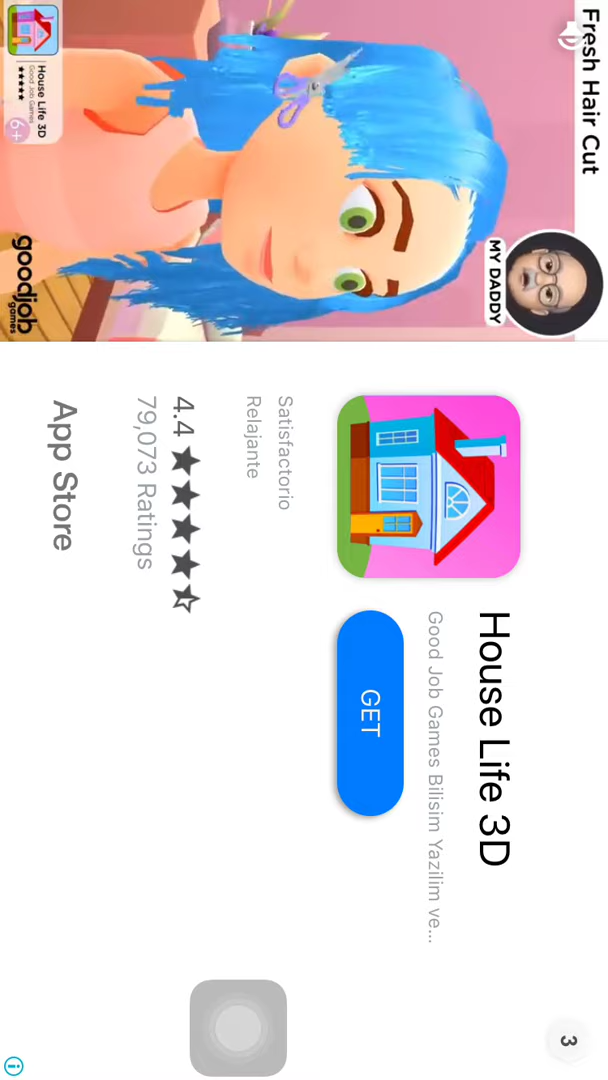 Fresh Hair Cut
MY DADDY
House Life 3D
Good Job Games
★★★★★
6+
goodjob
games
House Life 3D
Good Job Games Bilisim Yazilim ve...
GET
Satisfactorio
Relajante
4.4 ★★★★☆
79,073 Ratings
App Store
3